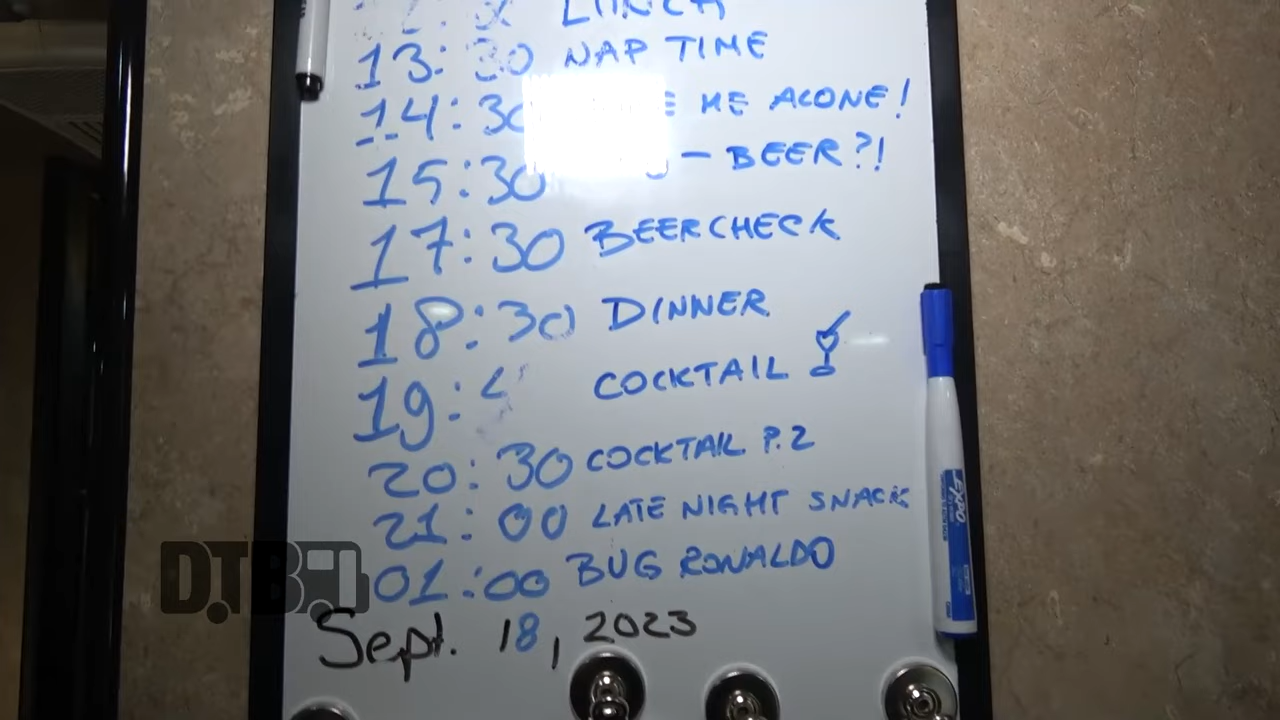 LUNCH
13:30 NAP TIME
14:30 ME ALONE!
15:30 - BEER?!
17:30 BEERCHECK
18:30 DINNER
19: COCKTAIL
20:30 COCKTAIL P.2
21:00 LATE NIGHT SNACK
01:00 BUG RONALDO
Sept. 18, 2023
EXPO
DTB